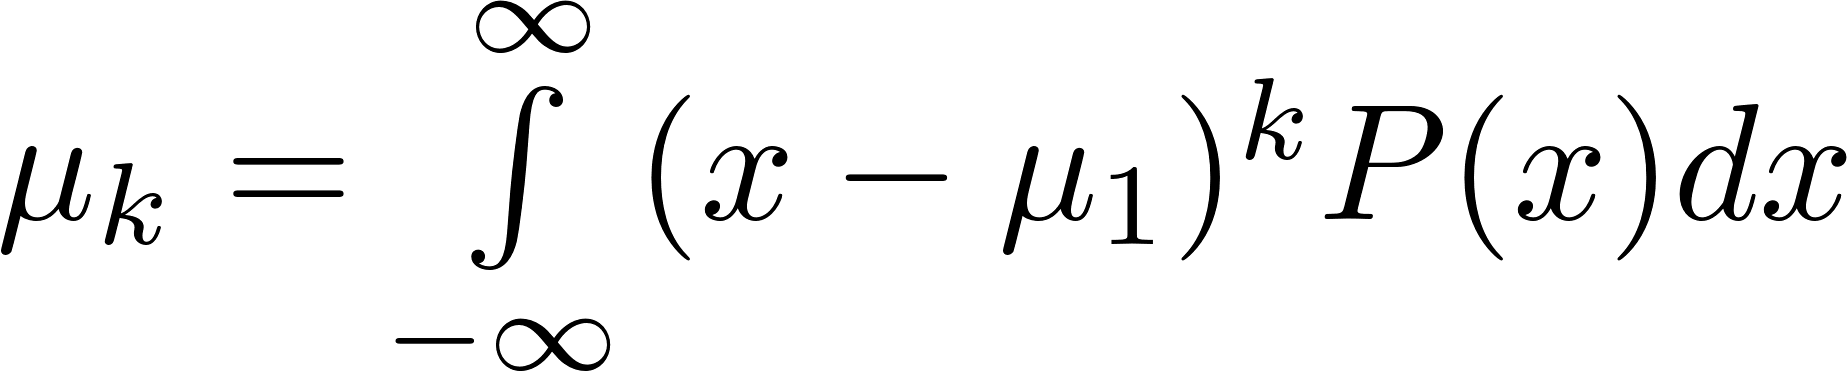 μ_k = ∫_{-∞}^{∞} (x − μ_1)^k P(x)dx